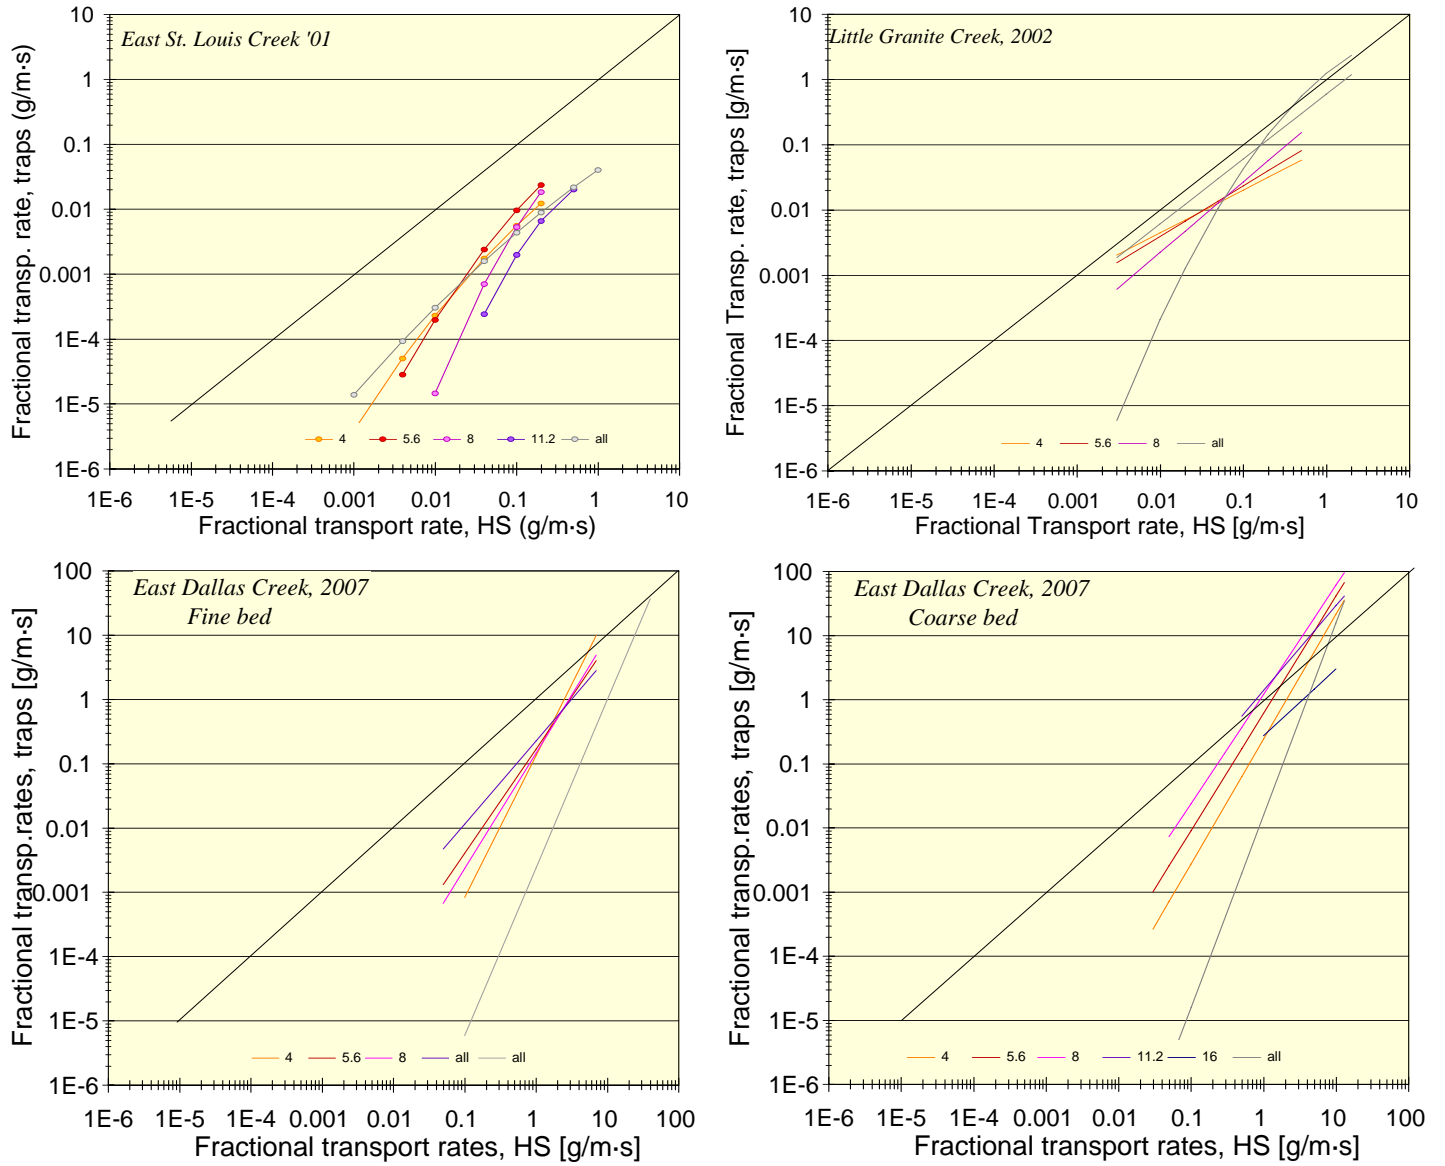 East St. Louis Creek '01
Fractional transp. rate, traps (g/m·s)
10
1
0.1
0.01
0.001
1E-4
1E-5
1E-6
4 5.6 8 11.2 all
1E-6 1E-5 1E-4 0.001 0.01 0.1 1 10
Fractional transport rate, HS (g/m·s)
Little Granite Creek, 2002
Fractional Transp. rate, traps [g/m·s]
10
1
0.1
0.01
0.001
1E-4
1E-5
1E-6
4 5.6 8 all
1E-6 1E-5 1E-4 0.001 0.01 0.1 1 10
Fractional Transport rate, HS [g/m·s]
East Dallas Creek, 2007
Fine bed
Fractional transp.rates, traps [g/m·s]
100
10
1
0.1
0.01
0.001
1E-4
1E-5
1E-6
4 5.6 8 all all
1E-6 1E-5 1E-4 0.001 0.01 0.1 1 10 100
Fractional transport rates, HS [g/m·s]
East Dallas Creek, 2007
Coarse bed
Fractional transp.rates, traps [g/m·s]
100
10
1
0.1
0.01
0.001
1E-4
1E-5
1E-6
4 5.6 8 11.2 16 all
1E-6 1E-5 1E-4 0.001 0.01 0.1 1 10 100
Fractional transport rates, HS [g/m·s]